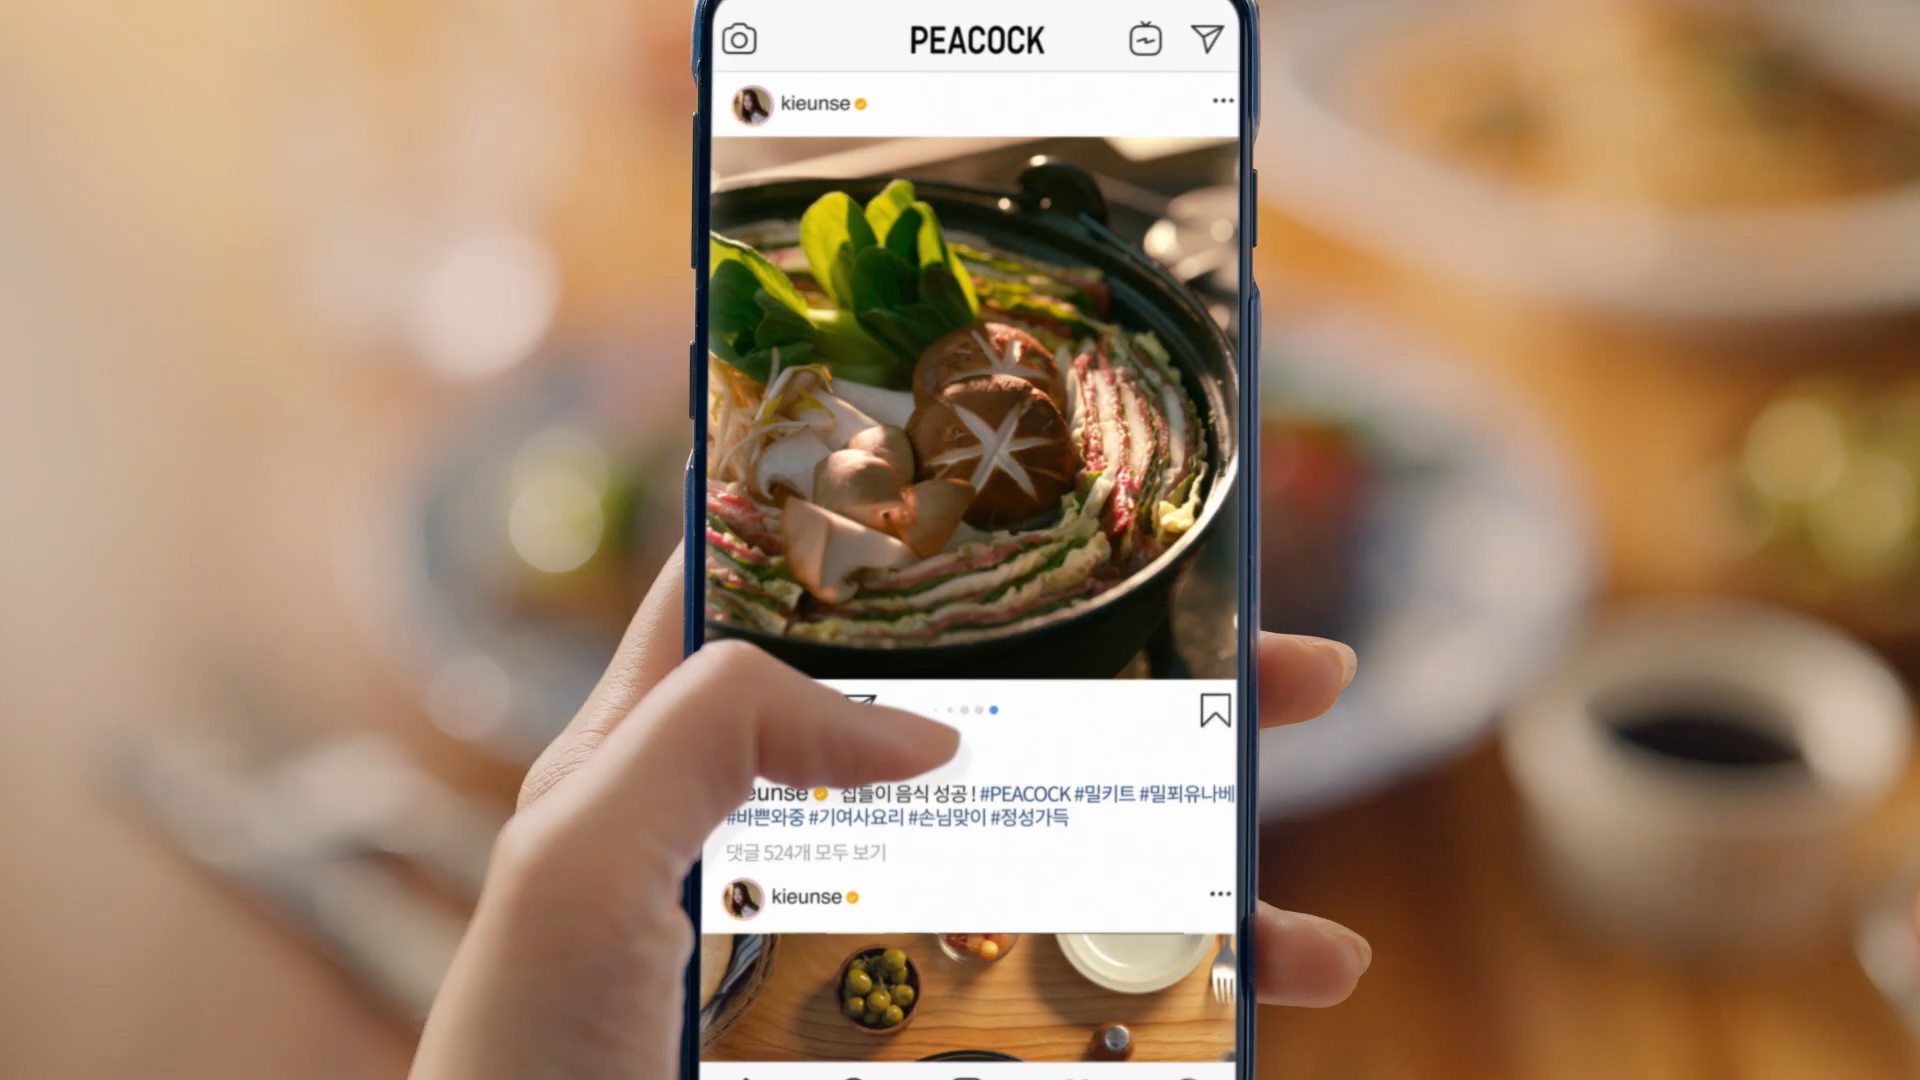 PEACOCK
kieunse
eunse 집들이 음식 성공 ! #PEACOCK #밀키트 #밀푀유나베
#바쁜와중 #기여사요리 #손님맞이 #정성가득
댓글 524개 모두 보기
kieunse